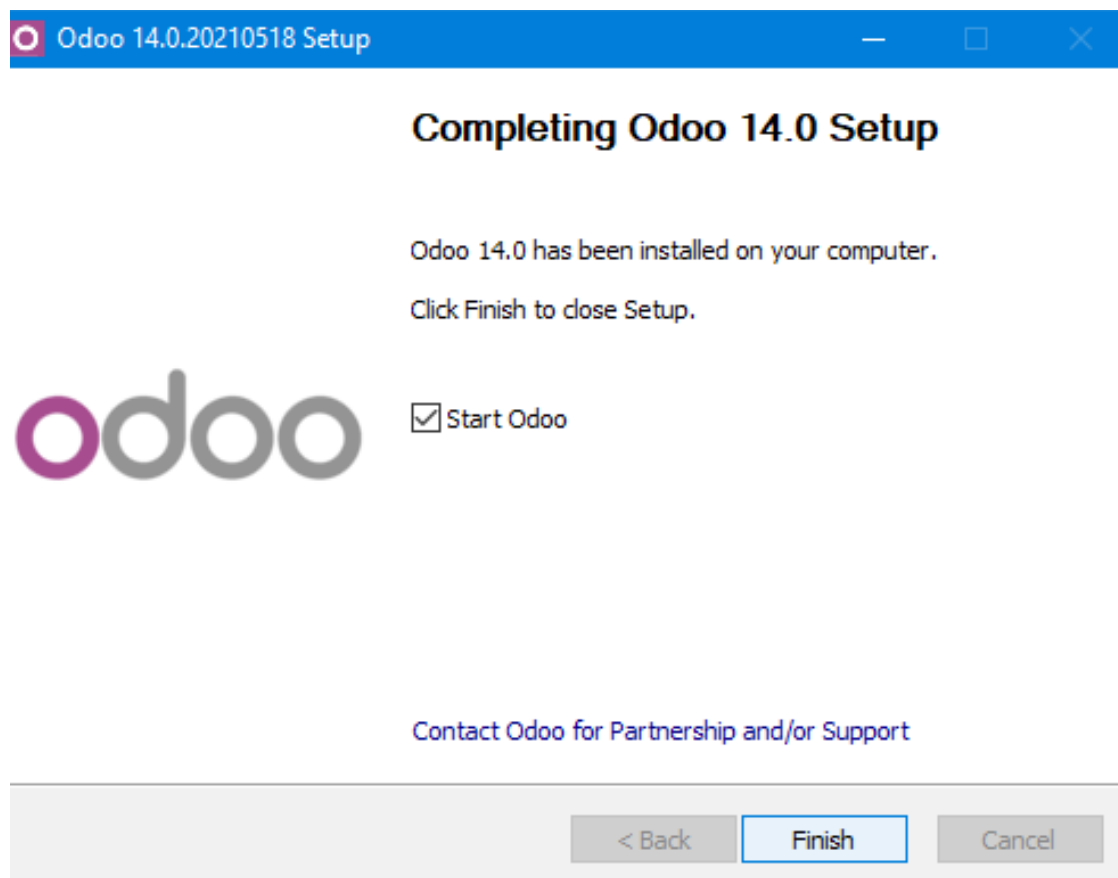 Odoo 14.0.20210518 Setup
Completing Odoo 14.0 Setup
Odoo 14.0 has been installed on your computer.
Click Finish to close Setup.
odoo
Start Odoo
Contact Odoo for Partnership and/or Support
< Back
Finish
Cancel